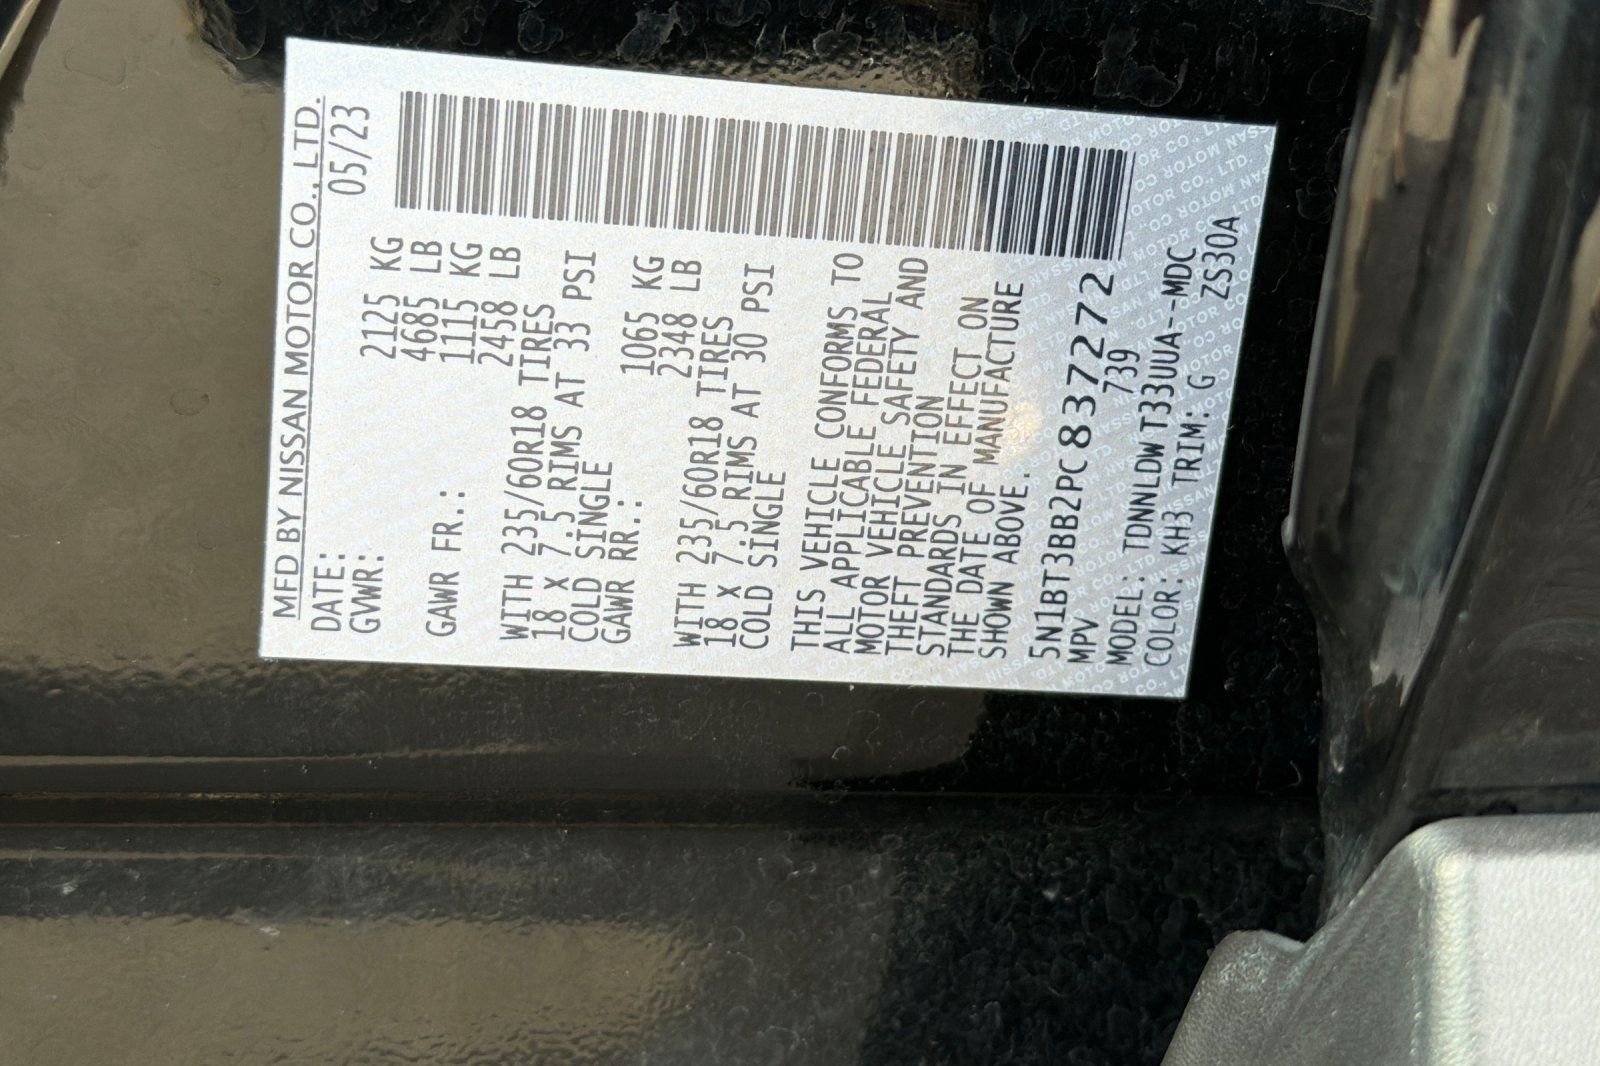 MFD BY NISSAN MOTOR CO., LTD.
DATE: 05/23
GVWR: 2125 KG
4685 LB
GAWR FR.: 1115 KG
2458 LB
WITH 235/60R18 TIRES
18 X 7.5 RIMS AT 33 PSI
COLD SINGLE
GAWR RR.: 1065 KG
2348 LB
WITH 235/60R18 TIRES
18 X 7.5 RIMS AT 30 PSI
COLD SINGLE
THIS VEHICLE CONFORMS TO
ALL APPLICABLE FEDERAL
MOTOR VEHICLE SAFETY AND
THEFT PREVENTION
STANDARDS IN EFFECT ON
THE DATE OF MANUFACTURE
SHOWN ABOVE.
5N1BT3BB2PC837272
MPV 739
MODEL: TDNNLDW T33UUA--MDC
COLOR: KH3 TRIM: G ZS30A